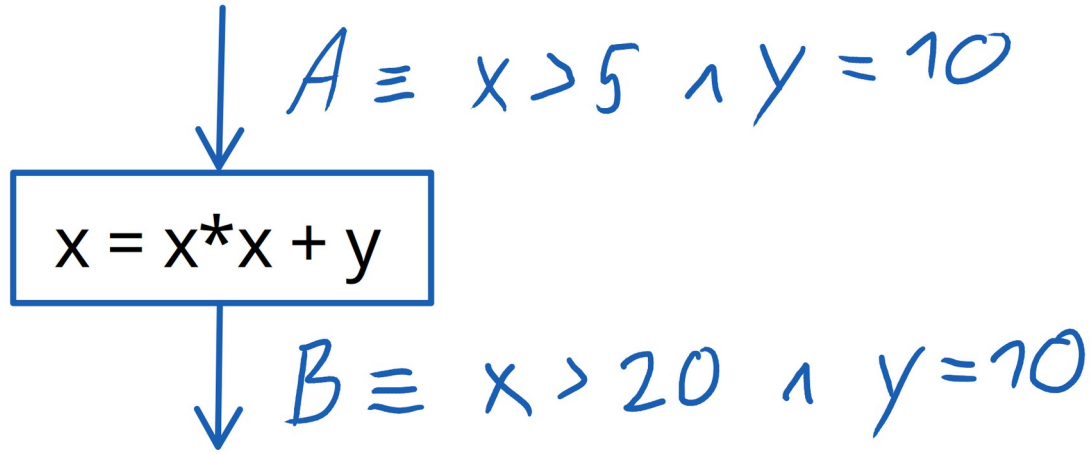 A ≡ x > 5 ∧ y = 10
x = x*x + y
B ≡ x > 20 ∧ y = 10